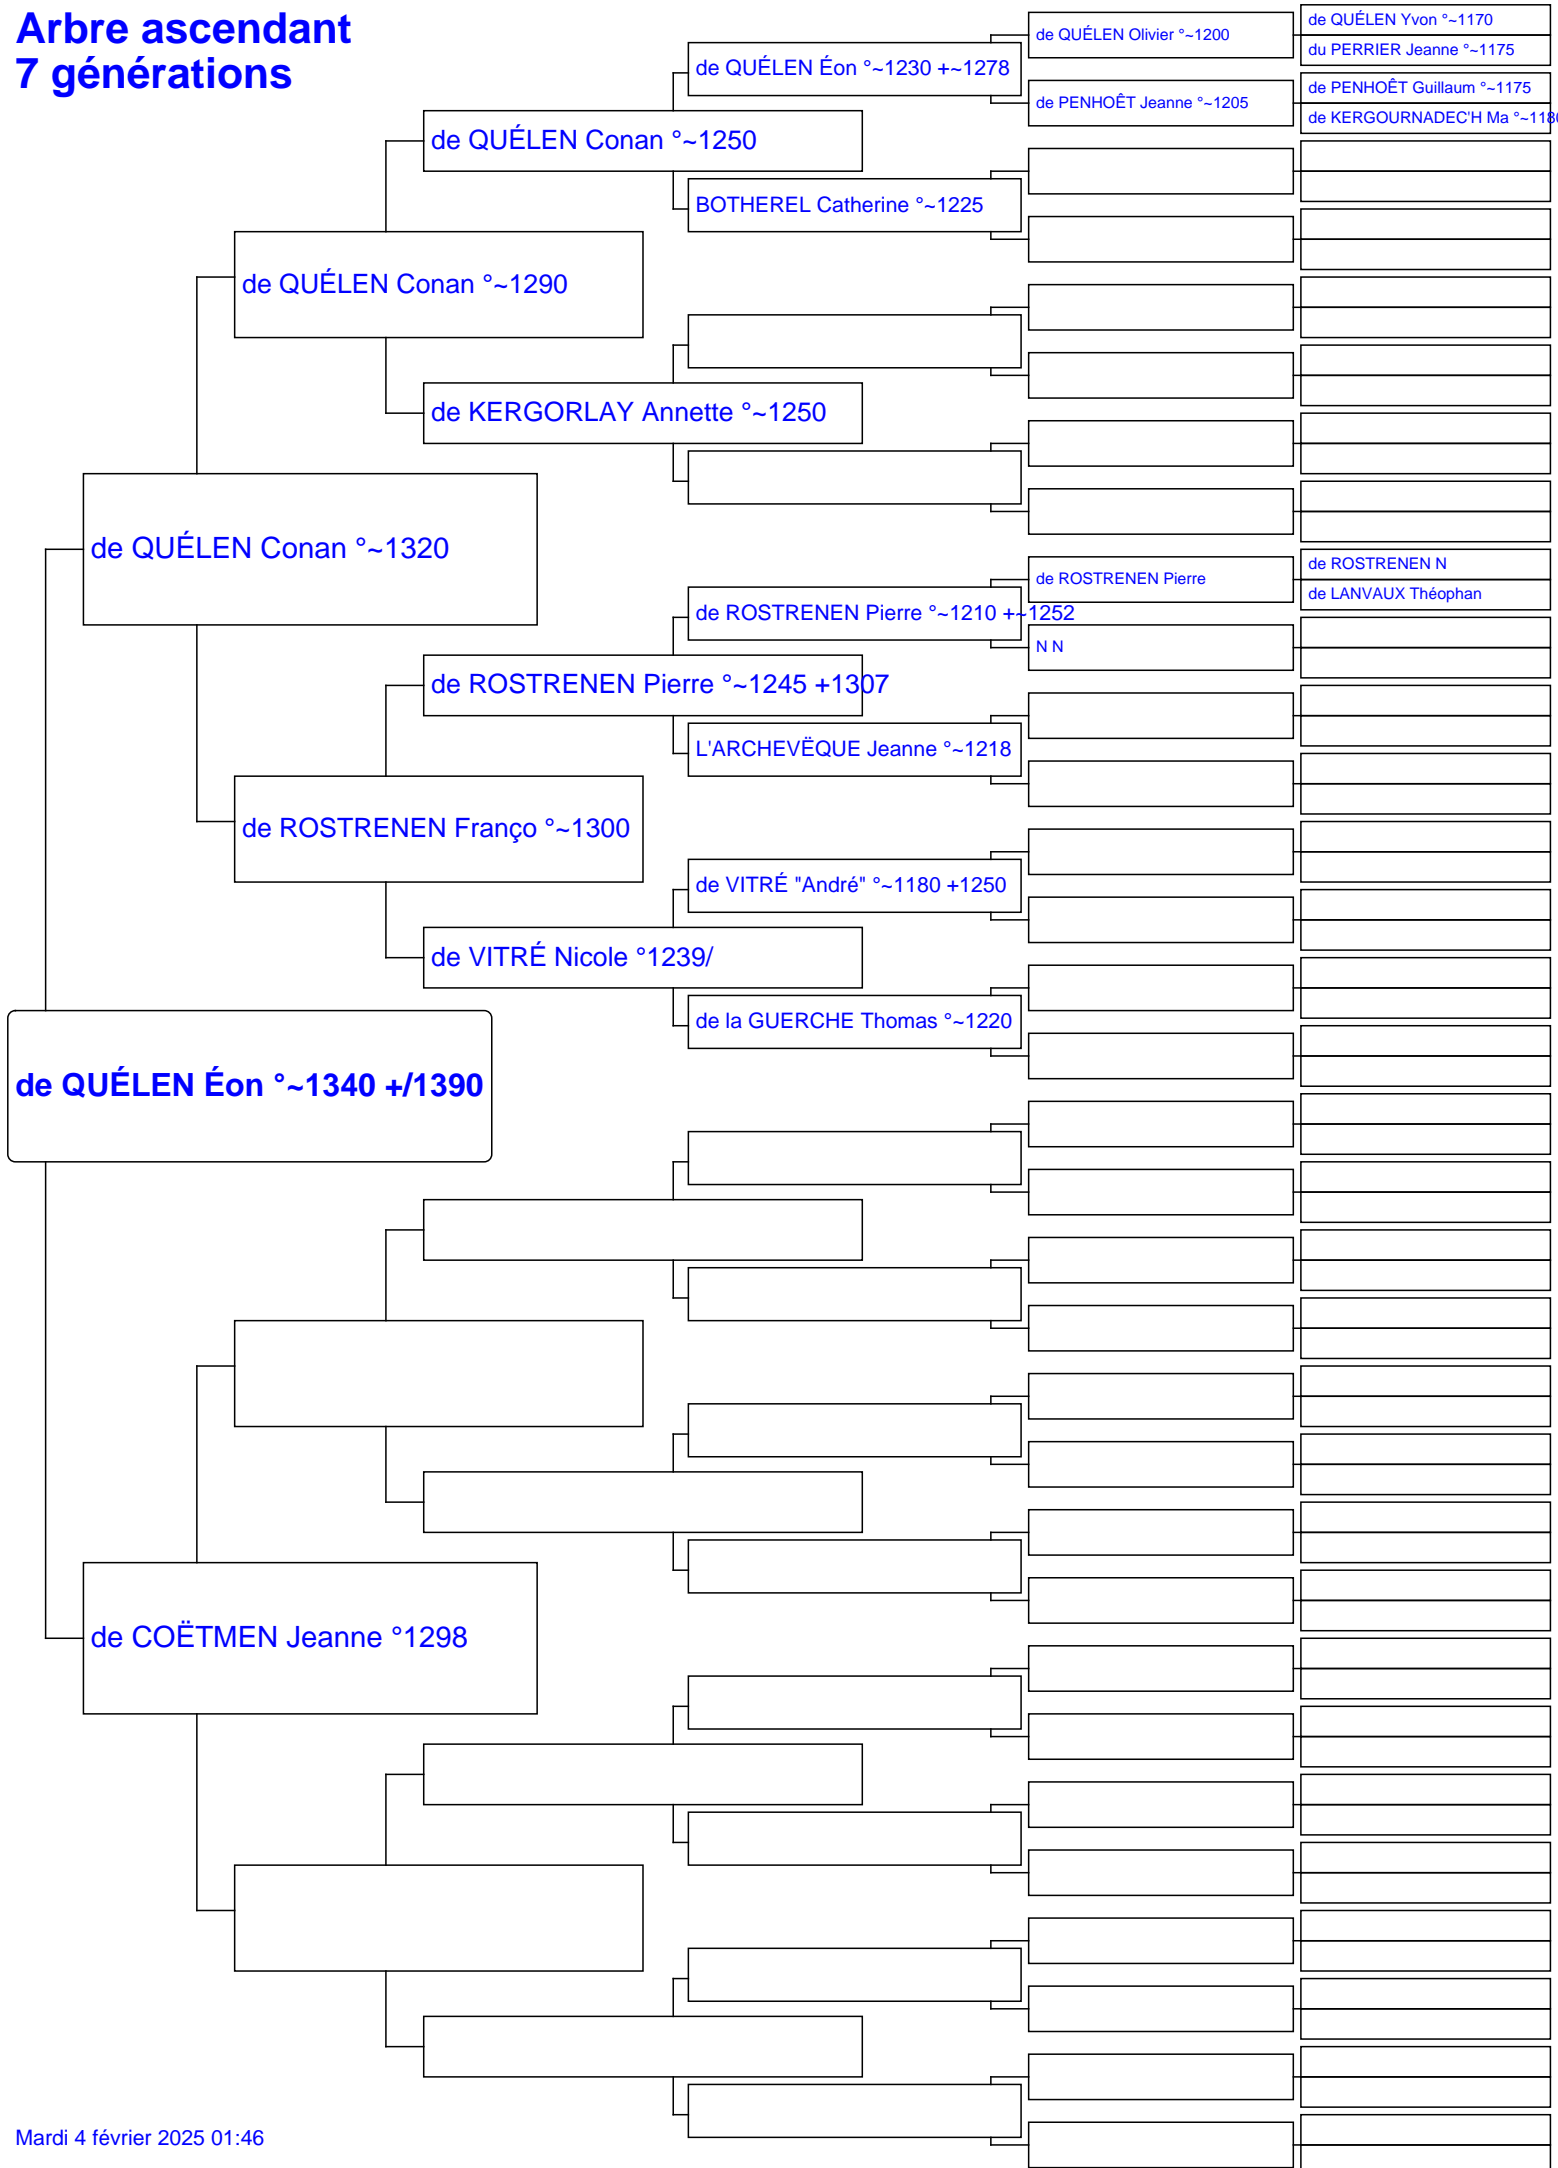 Arbre ascendant
7 générations
de QUÉLEN Yvon °~1170
de QUÉLEN Olivier °~1200
du PERRIER Jeanne °~1175
de QUÉLEN Éon °~1230 +~1278
de PENHOÊT Guillaum °~1175
de PENHOÊT Jeanne °~1205
de KERGOURNADEC'H Ma °~1180
de QUÉLEN Conan °~1250
BOTHEREL Catherine °~1225
de QUÉLEN Conan °~1290
de KERGORLAY Annette °~1250
de QUÉLEN Conan °~1320
de ROSTRENEN N
de ROSTRENEN Pierre
de LANVAUX Théophan
de ROSTRENEN Pierre °~1210 +~1252
N N
de ROSTRENEN Pierre °~1245 +1307
L'ARCHEVËQUE Jeanne °~1218
de ROSTRENEN Franço °~1300
de VITRÉ "André" °~1180 +1250
de VITRÉ Nicole °1239/
de la GUERCHE Thomas °~1220
de QUÉLEN Éon °~1340 +/1390
de COËTMEN Jeanne °1298
Mardi 4 février 2025 01:46